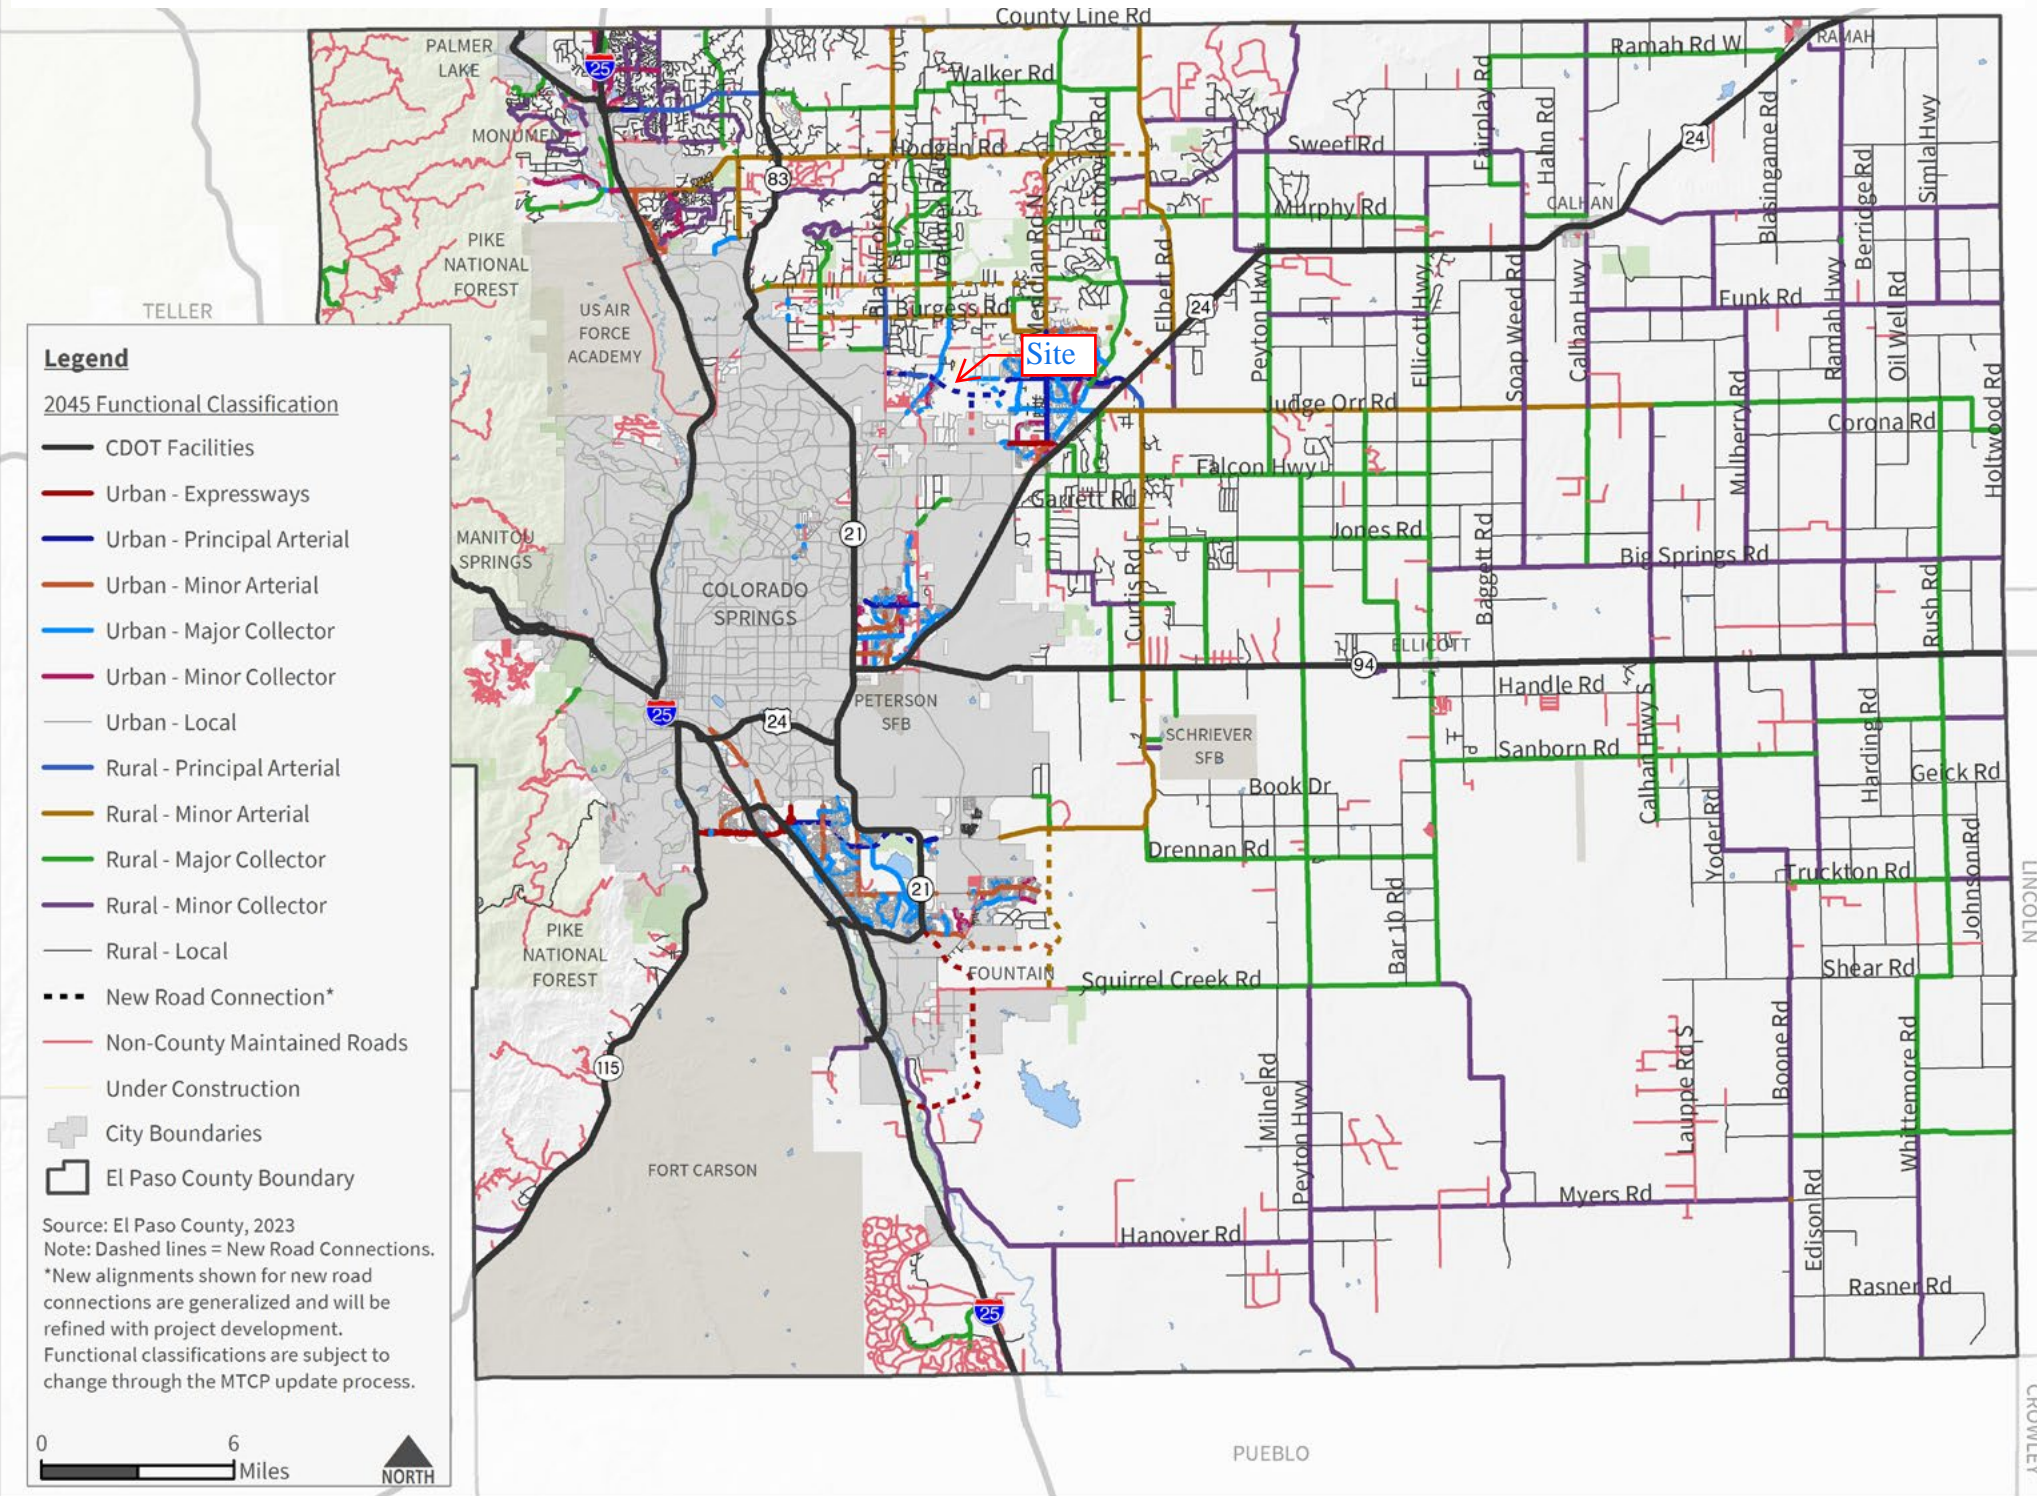 County Line Rd
PALMER
LAKE
25
Walker Rd
Ramah Rd W
RAMAH
Fairplay Rd
Hahn Rd
24
Blasingame Rd
Simla Hwy
Berridge Rd
MONUMENT
Hodgen Rd
Eastonville Rd
Sweet Rd
83
Black Forest Rd
Volmer Rd
Meridian Rd N
Murphy Rd
CALHAN
PIKE
NATIONAL
FOREST
Elbert Rd
Peyton Hwy
Ellicott Hwy
Soap Weed Rd
Calhan Hwy
Ramah Hwy
Oil Well Rd
Funk Rd
TELLER
US AIR
FORCE
ACADEMY
Burgess Rd
24
Site
Judge Orr Rd
Mulberry Rd
Corona Rd
Holtwood Rd
Falcon Hwy
Garrett Rd
21
Jones Rd
Baggett Rd
Big Springs Rd
MANITOU
SPRINGS
COLORADO
SPRINGS
Curtis Rd
Rush Rd
ELLICOTT
94
25
24
PETERSON
SFB
Handle Rd
SCHRIEVER
SFB
Sanborn Rd
Calhan Hwy S
Harding Rd
Geick Rd
Book Dr
Yoder Rd
Drennan Rd
Johnson Rd
Truckton Rd
21
Bar 10 Rd
LINCOLN
PIKE
NATIONAL
FOREST
FOUNTAIN
Squirrel Creek Rd
Shear Rd
115
Milne Rd
Peyton Hwy
Lauppe Rd S
Boone Rd
Whittemore Rd
FORT CARSON
Myers Rd
Hanover Rd
Edison Rd
Rasner Rd
25
PUEBLO
CROWLEY
Legend
2045 Functional Classification
CDOT Facilities
Urban - Expressways
Urban - Principal Arterial
Urban - Minor Arterial
Urban - Major Collector
Urban - Minor Collector
Urban - Local
Rural - Principal Arterial
Rural - Minor Arterial
Rural - Major Collector
Rural - Minor Collector
Rural - Local
New Road Connection*
Non-County Maintained Roads
Under Construction
City Boundaries
El Paso County Boundary
Source: El Paso County, 2023
Note: Dashed lines = New Road Connections.
*New alignments shown for new road
connections are generalized and will be
refined with project development.
Functional classifications are subject to
change through the MTCP update process.
0 6
Miles
NORTH